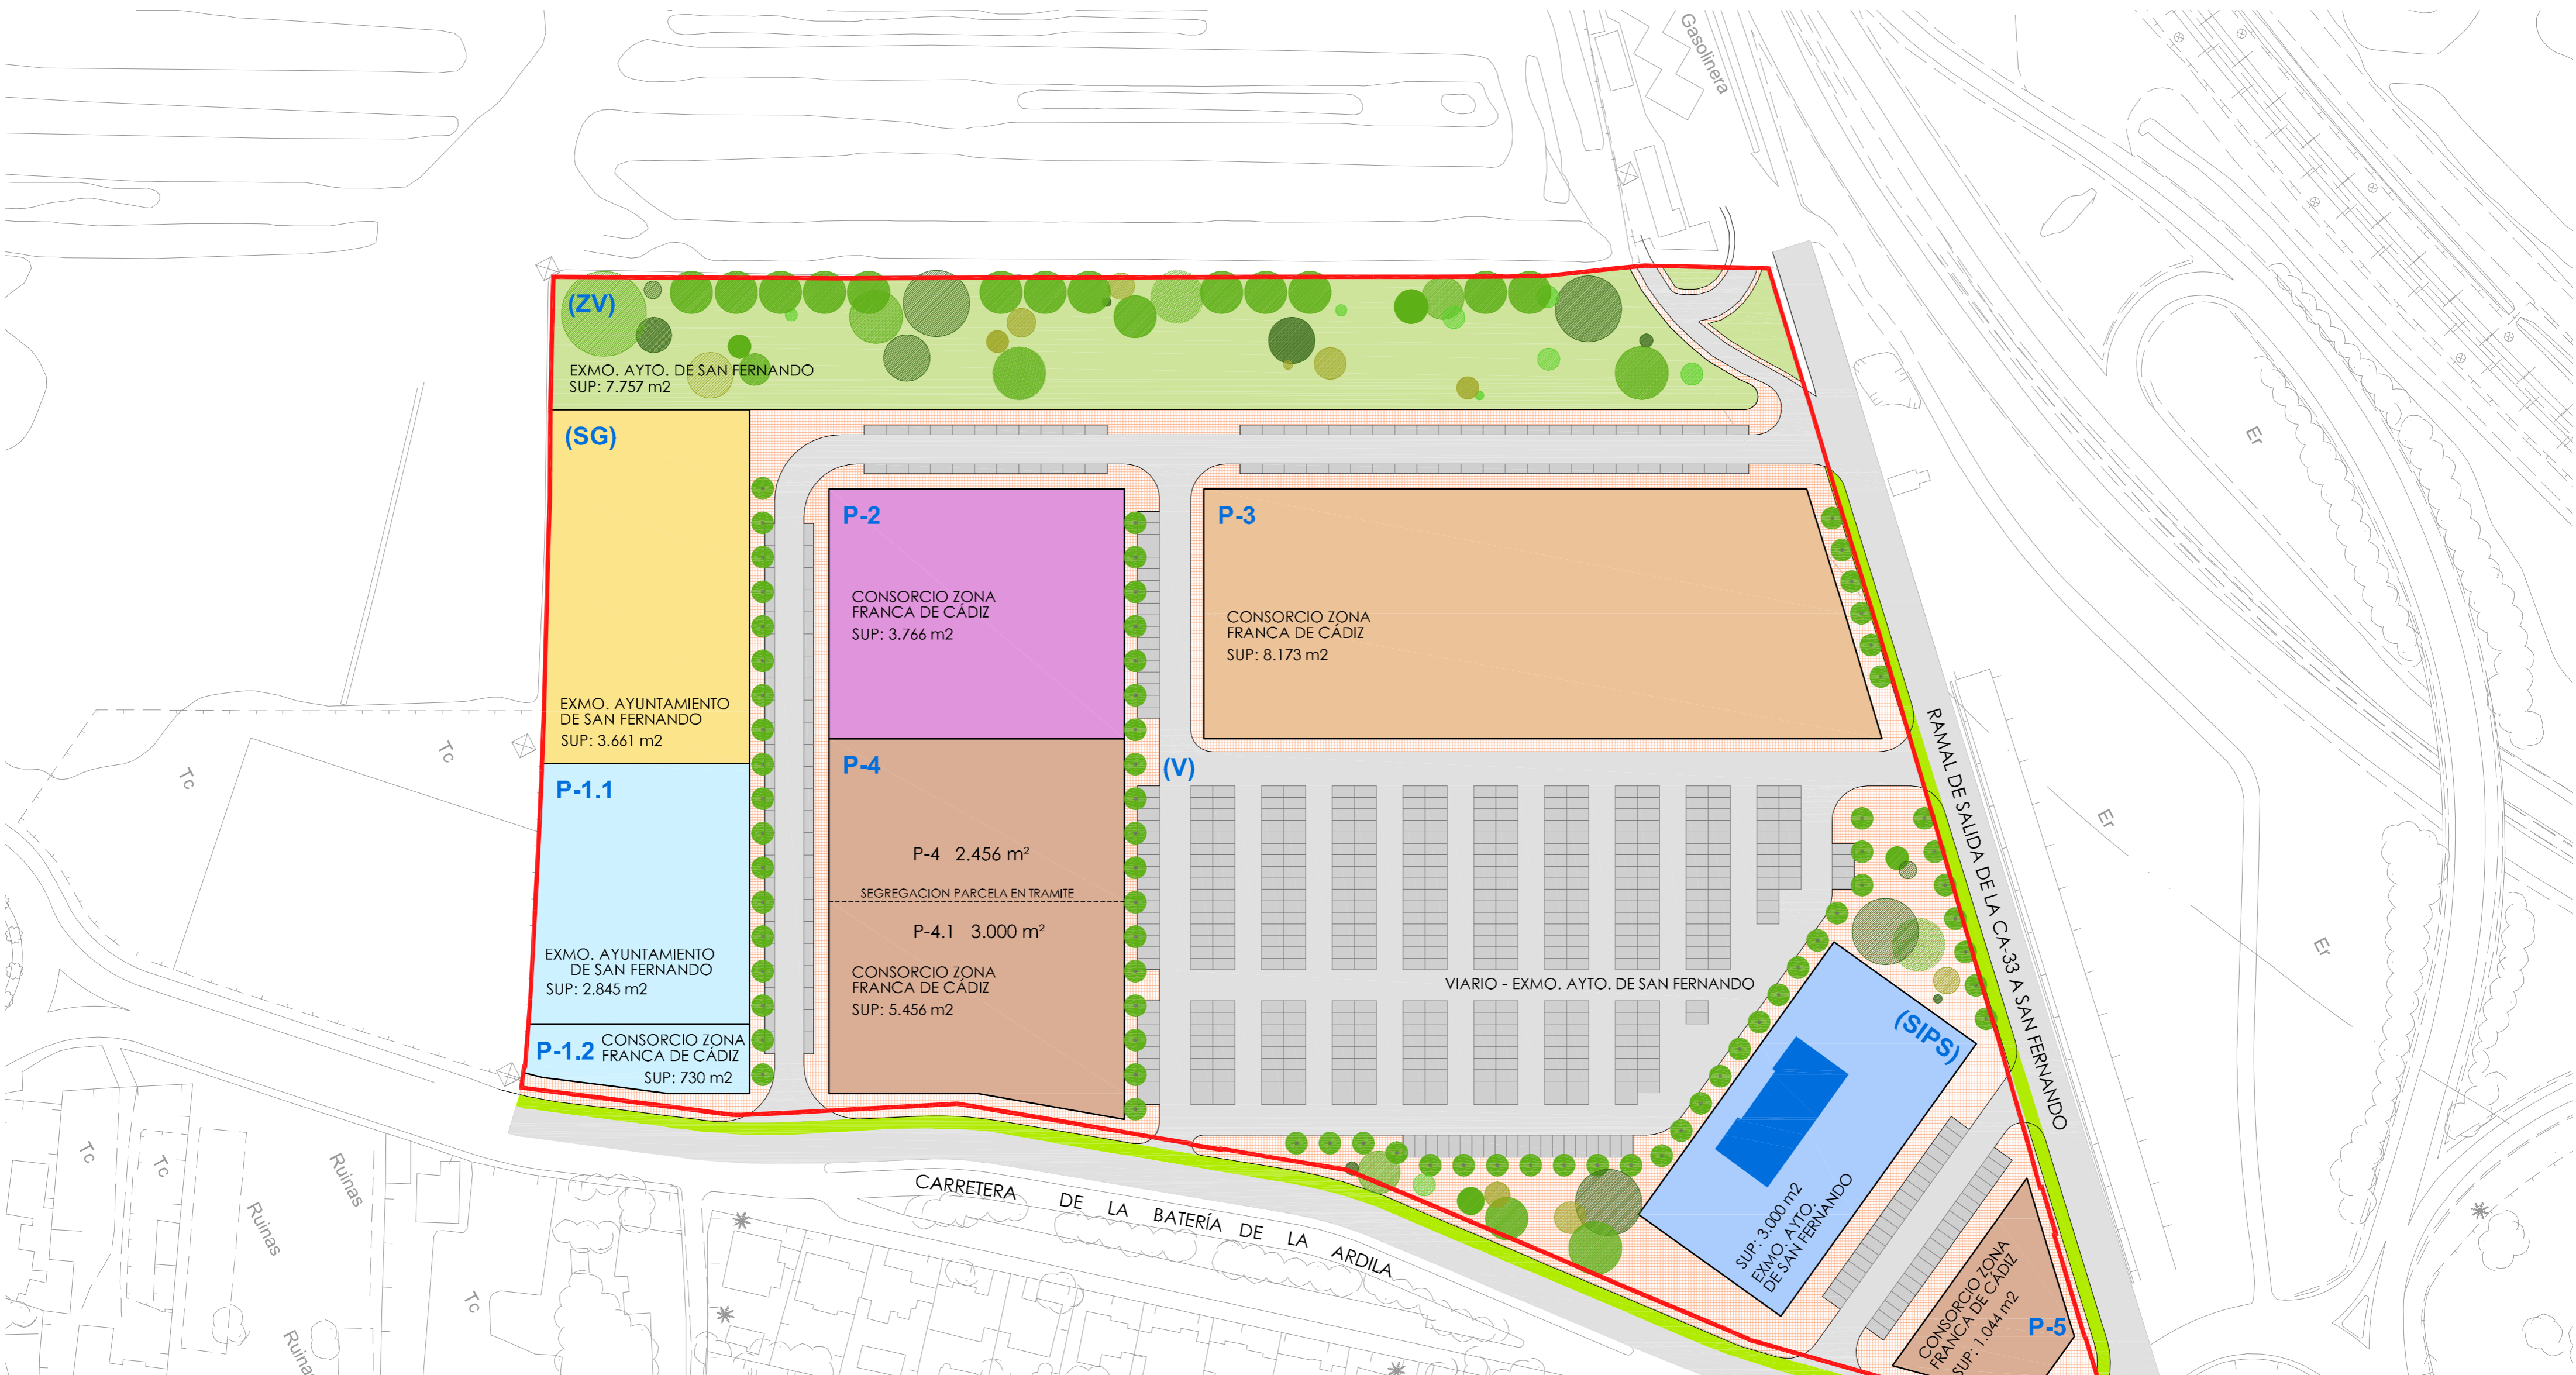 Gasolinera
(ZV)
EXMO. AYTO. DE SAN FERNANDO
SUP: 7.757 m2
(SG)
EXMO. AYUNTAMIENTO
DE SAN FERNANDO
SUP: 3.661 m2
P-2
CONSORCIO ZONA
FRANCA DE CÁDIZ
SUP: 3.766 m2
P-3
CONSORCIO ZONA
FRANCA DE CÁDIZ
SUP: 8.173 m2
Er
Tc
Tc
P-1.1
EXMO. AYUNTAMIENTO
DE SAN FERNANDO
SUP: 2.845 m2
P-4
P-4 2.456 m²
SEGREGACION PARCELA EN TRAMITE
P-4.1 3.000 m²
CONSORCIO ZONA
FRANCA DE CÁDIZ
SUP: 5.456 m2
(V)
VIARIO - EXMO. AYTO. DE SAN FERNANDO
RAMAL DE SALIDA DE LA CA-33 A SAN FERNANDO
Er
Er
P-1.2
CONSORCIO ZONA
FRANCA DE CÁDIZ
SUP: 730 m2
(SIPS)
SUP: 3.000 m2
EXMO. AYTO.
DE SAN FERNANDO
CARRETERA DE LA BATERÍA DE LA ARDILA
CONSORCIO ZONA
FRANCA DE CÁDIZ
SUP: 1.044 m2
P-5
Tc
Tc
Ruinas
Ruinas
Tc